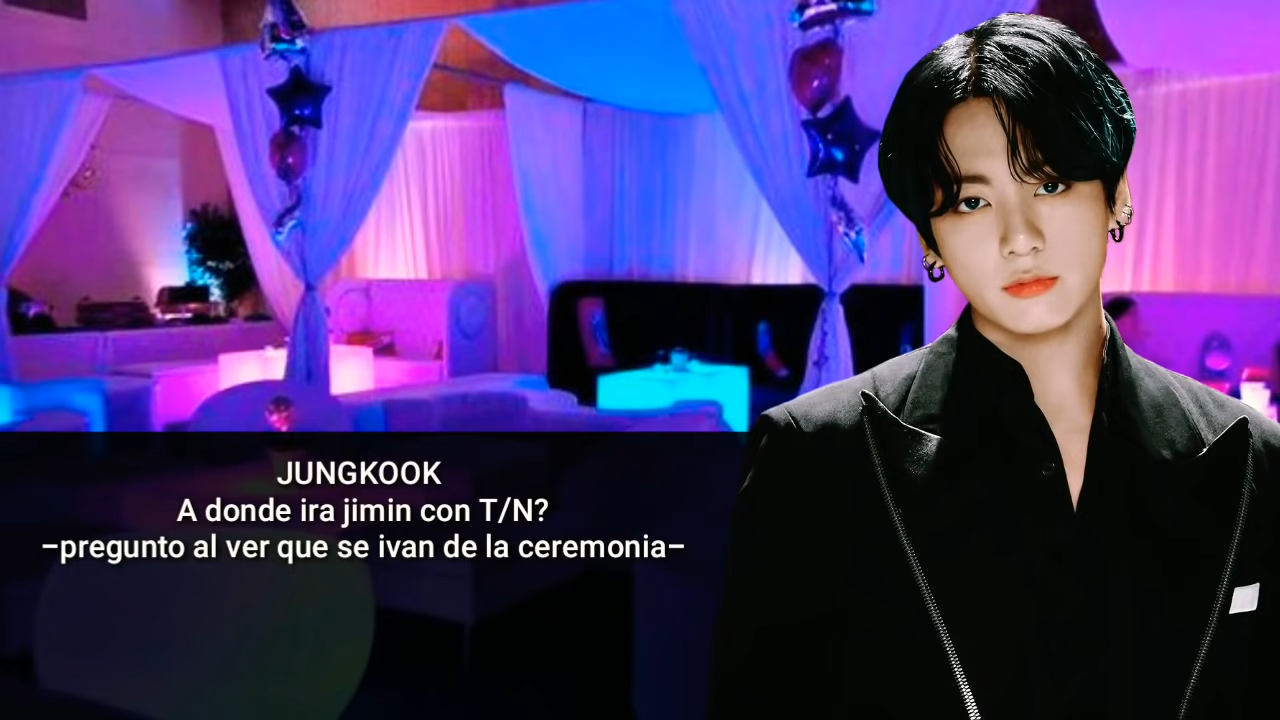 JUNGKOOK
A donde ira jimin con T/N?
–pregunto al ver que se ivan de la ceremonia–